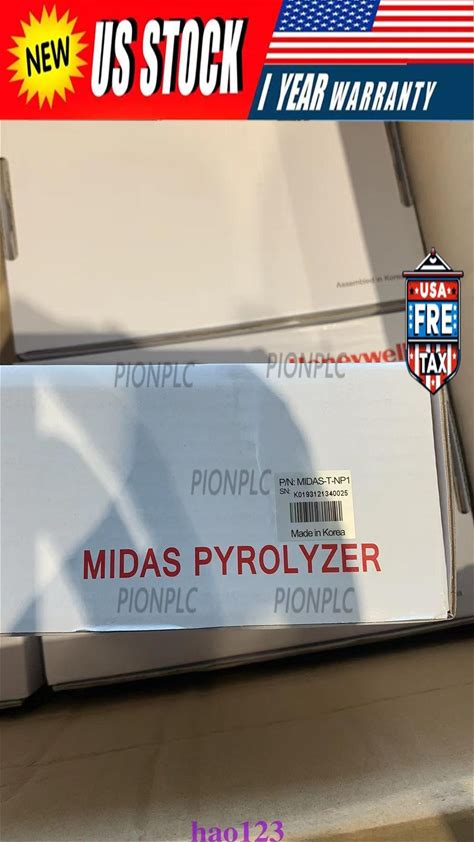 NEW
US STOCK
1 YEAR WARRANTY
Assembled in Korea
USA
FRE
TAX
Honeywell
PIONPLC PIONPLC
PIONPLC
P/N: MIDAS-T-NP1
SN: K0193121340025
Made in Korea
MIDAS PYROLYZER
PIONPLC PIONPLC
hao123